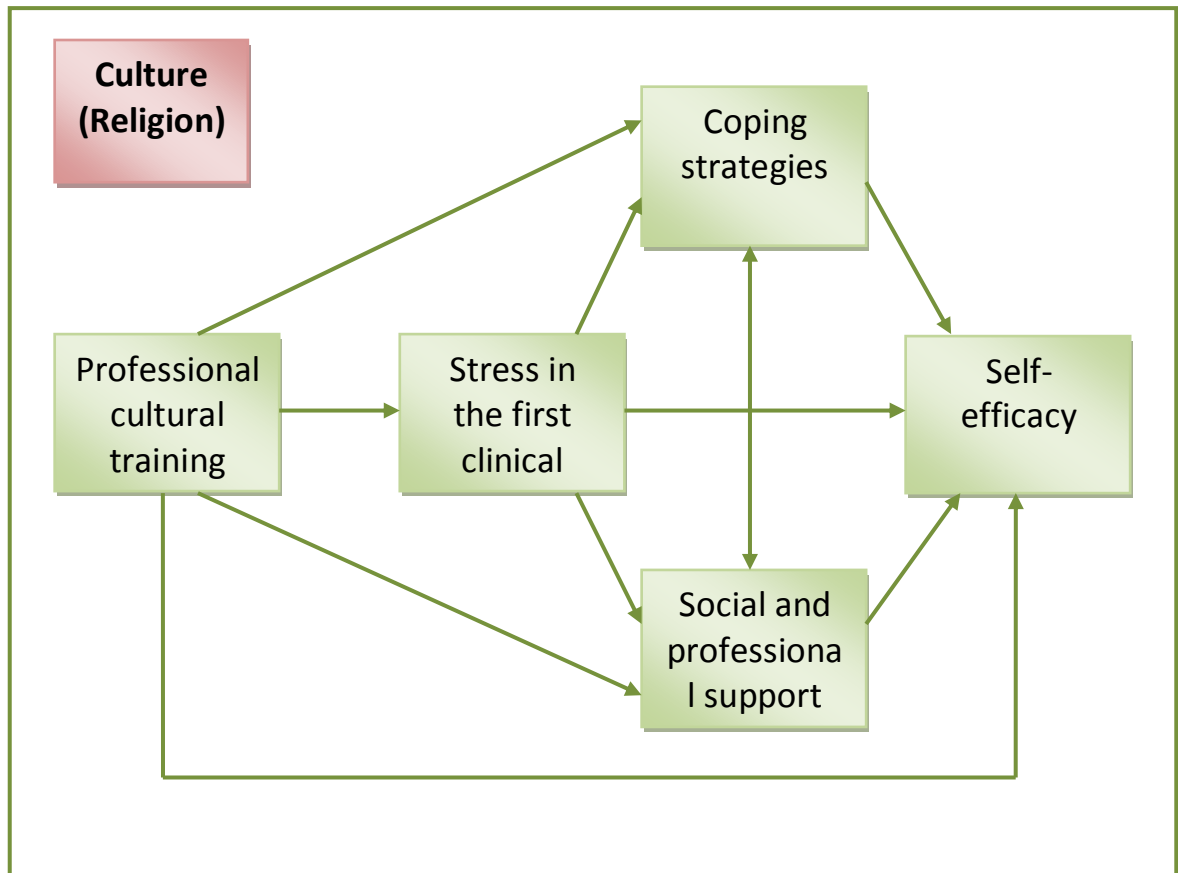 Culture
(Religion)
Coping
strategies
Professional
cultural
training
Stress in
the first
clinical
Self-
efficacy
Social and
professiona
l support